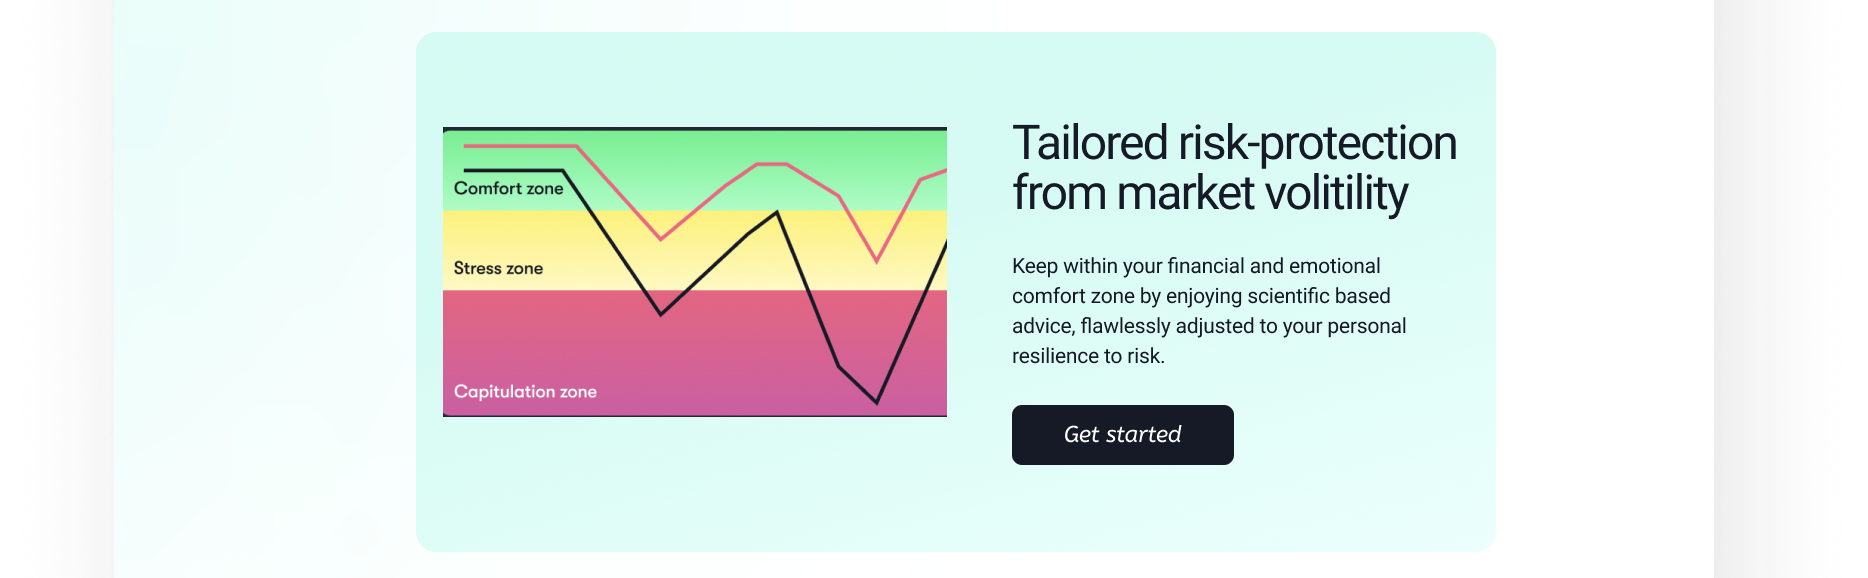 Comfort zone
Stress zone
Capitulation zone
Tailored risk-protection
from market volitility
Keep within your financial and emotional
comfort zone by enjoying scientific based
advice, flawlessly adjusted to your personal
resilience to risk.
Get started